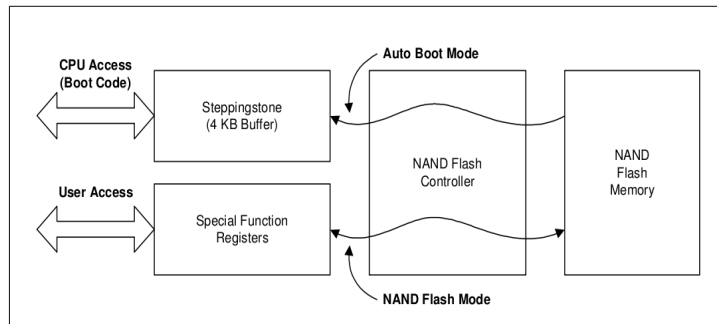 CPU Access
(Boot Code)
Auto Boot Mode
Steppingstone
(4 KB Buffer)
NAND Flash
Controller
NAND
Flash
Memory
User Access
Special Function
Registers
NAND Flash Mode